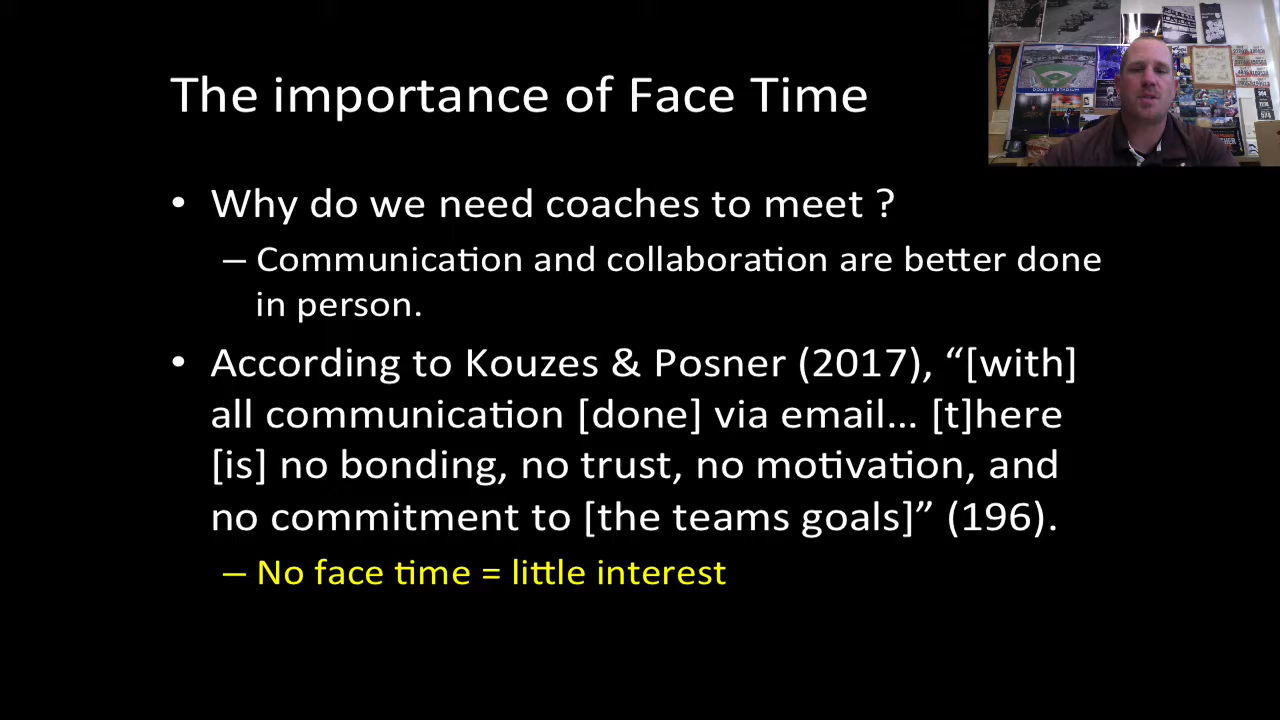 The importance of Face Time
• Why do we need coaches to meet ?
– Communication and collaboration are better done
in person.
• According to Kouzes & Posner (2017), “[with]
all communication [done] via email… [t]here
[is] no bonding, no trust, no motivation, and
no commitment to [the teams goals]” (196).
– No face time = little interest
DODGER STADIUM